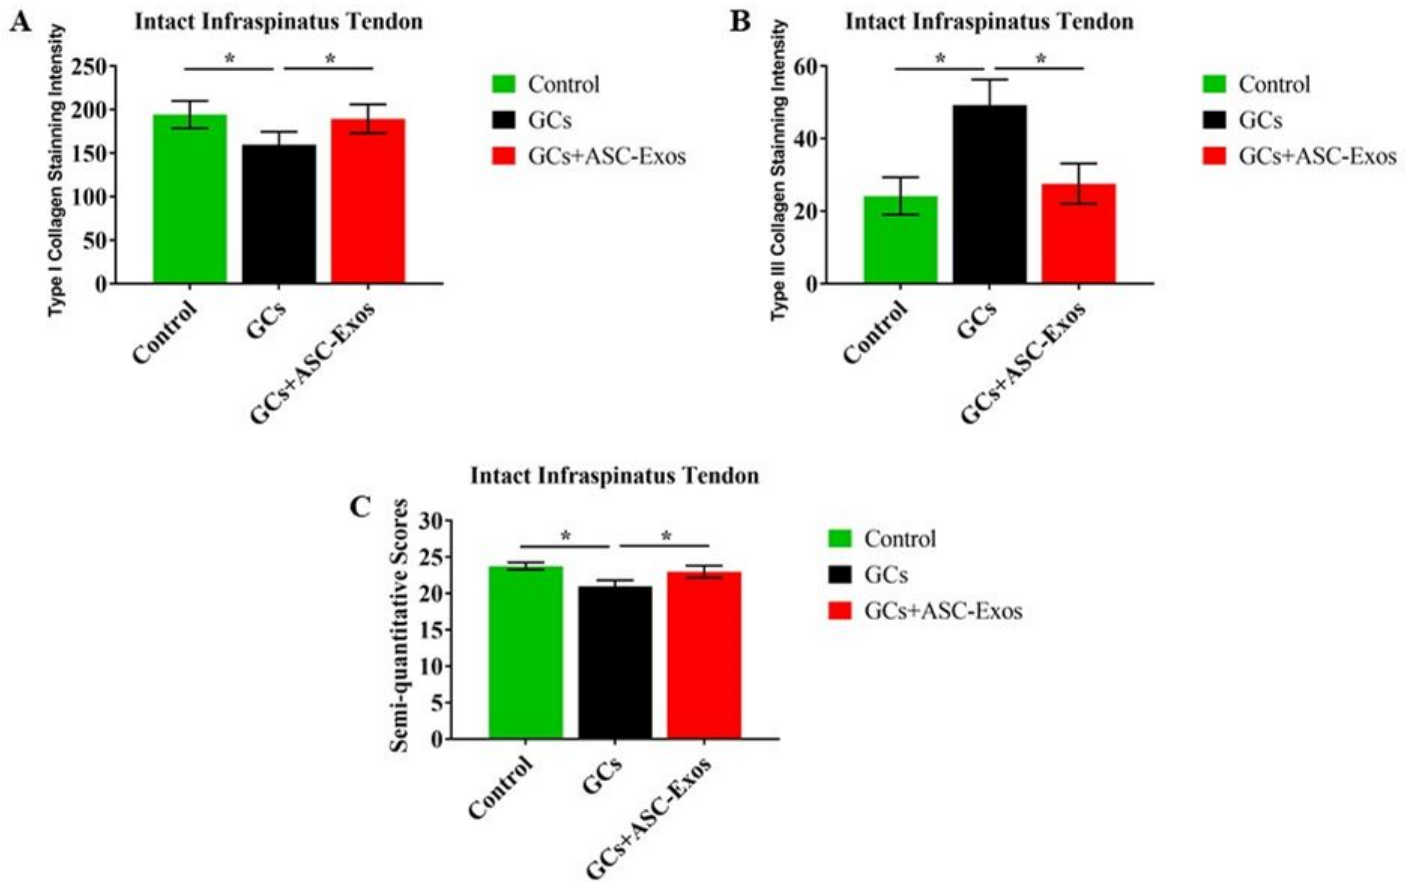 A
Intact Infraspinatus Tendon
Type I Collagen Stainning Intensity
250
200
150
100
50
0
*
*
Control
GCs
GCs+ASC-Exos
Control
GCs
GCs+ASC-Exos
B
Intact Infraspinatus Tendon
Type III Collagen Stainning Intensity
60
40
20
0
*
*
Control
GCs
GCs+ASC-Exos
Control
GCs
GCs+ASC-Exos
C
Intact Infraspinatus Tendon
Semi-quantitative Scores
30
25
20
15
10
5
0
*
*
Control
GCs
GCs+ASC-Exos
Control
GCs
GCs+ASC-Exos